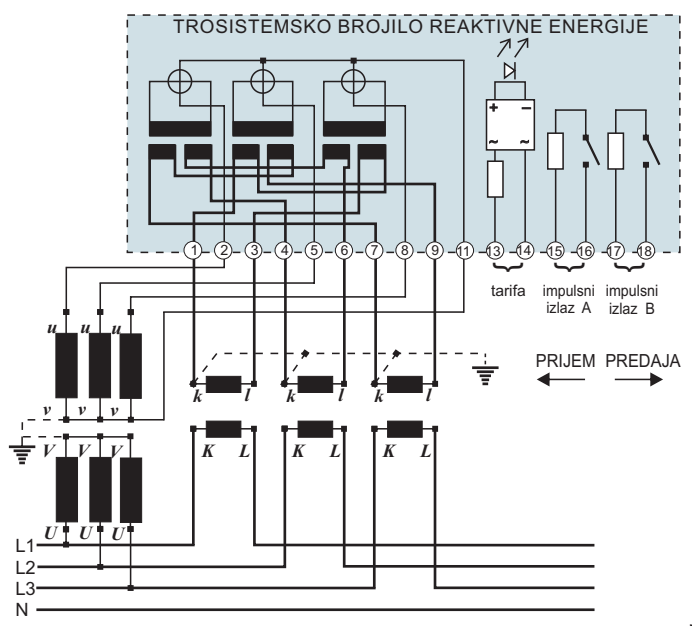 TROSISTEMSKO BROJILO REAKTIVNE ENERGIJE
+ −
~ ~
1 2 3 4 5 6 7 8 9 11 13 14 15 16 17 18
tarifa
impulsni
izlaz A
impulsni
izlaz B
u u u
PRIJEM PREDAJA
k l k l k l
v v v
V V V
K L K L K L
U U U
L1
L2
L3
N